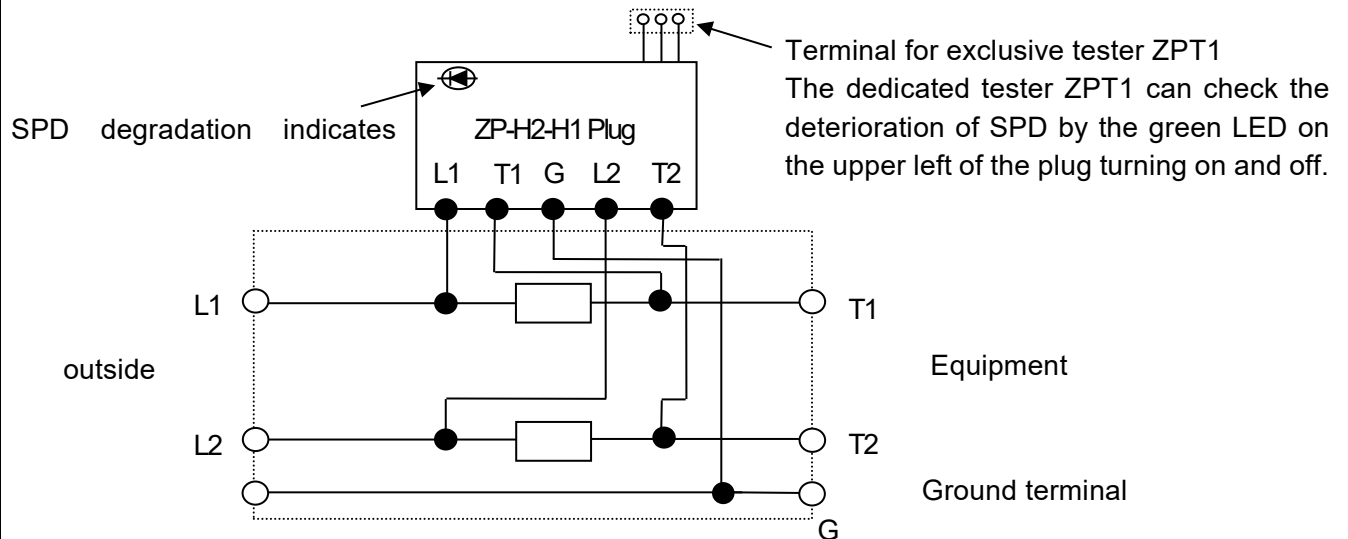 Terminal for exclusive tester ZPT1
The dedicated tester ZPT1 can check the
deterioration of SPD by the green LED on
the upper left of the plug turning on and off.
SPD degradation indicates
ZP-H2-H1 Plug
L1 T1 G L2 T2
L1
T1
outside
Equipment
L2
T2
Ground terminal
G